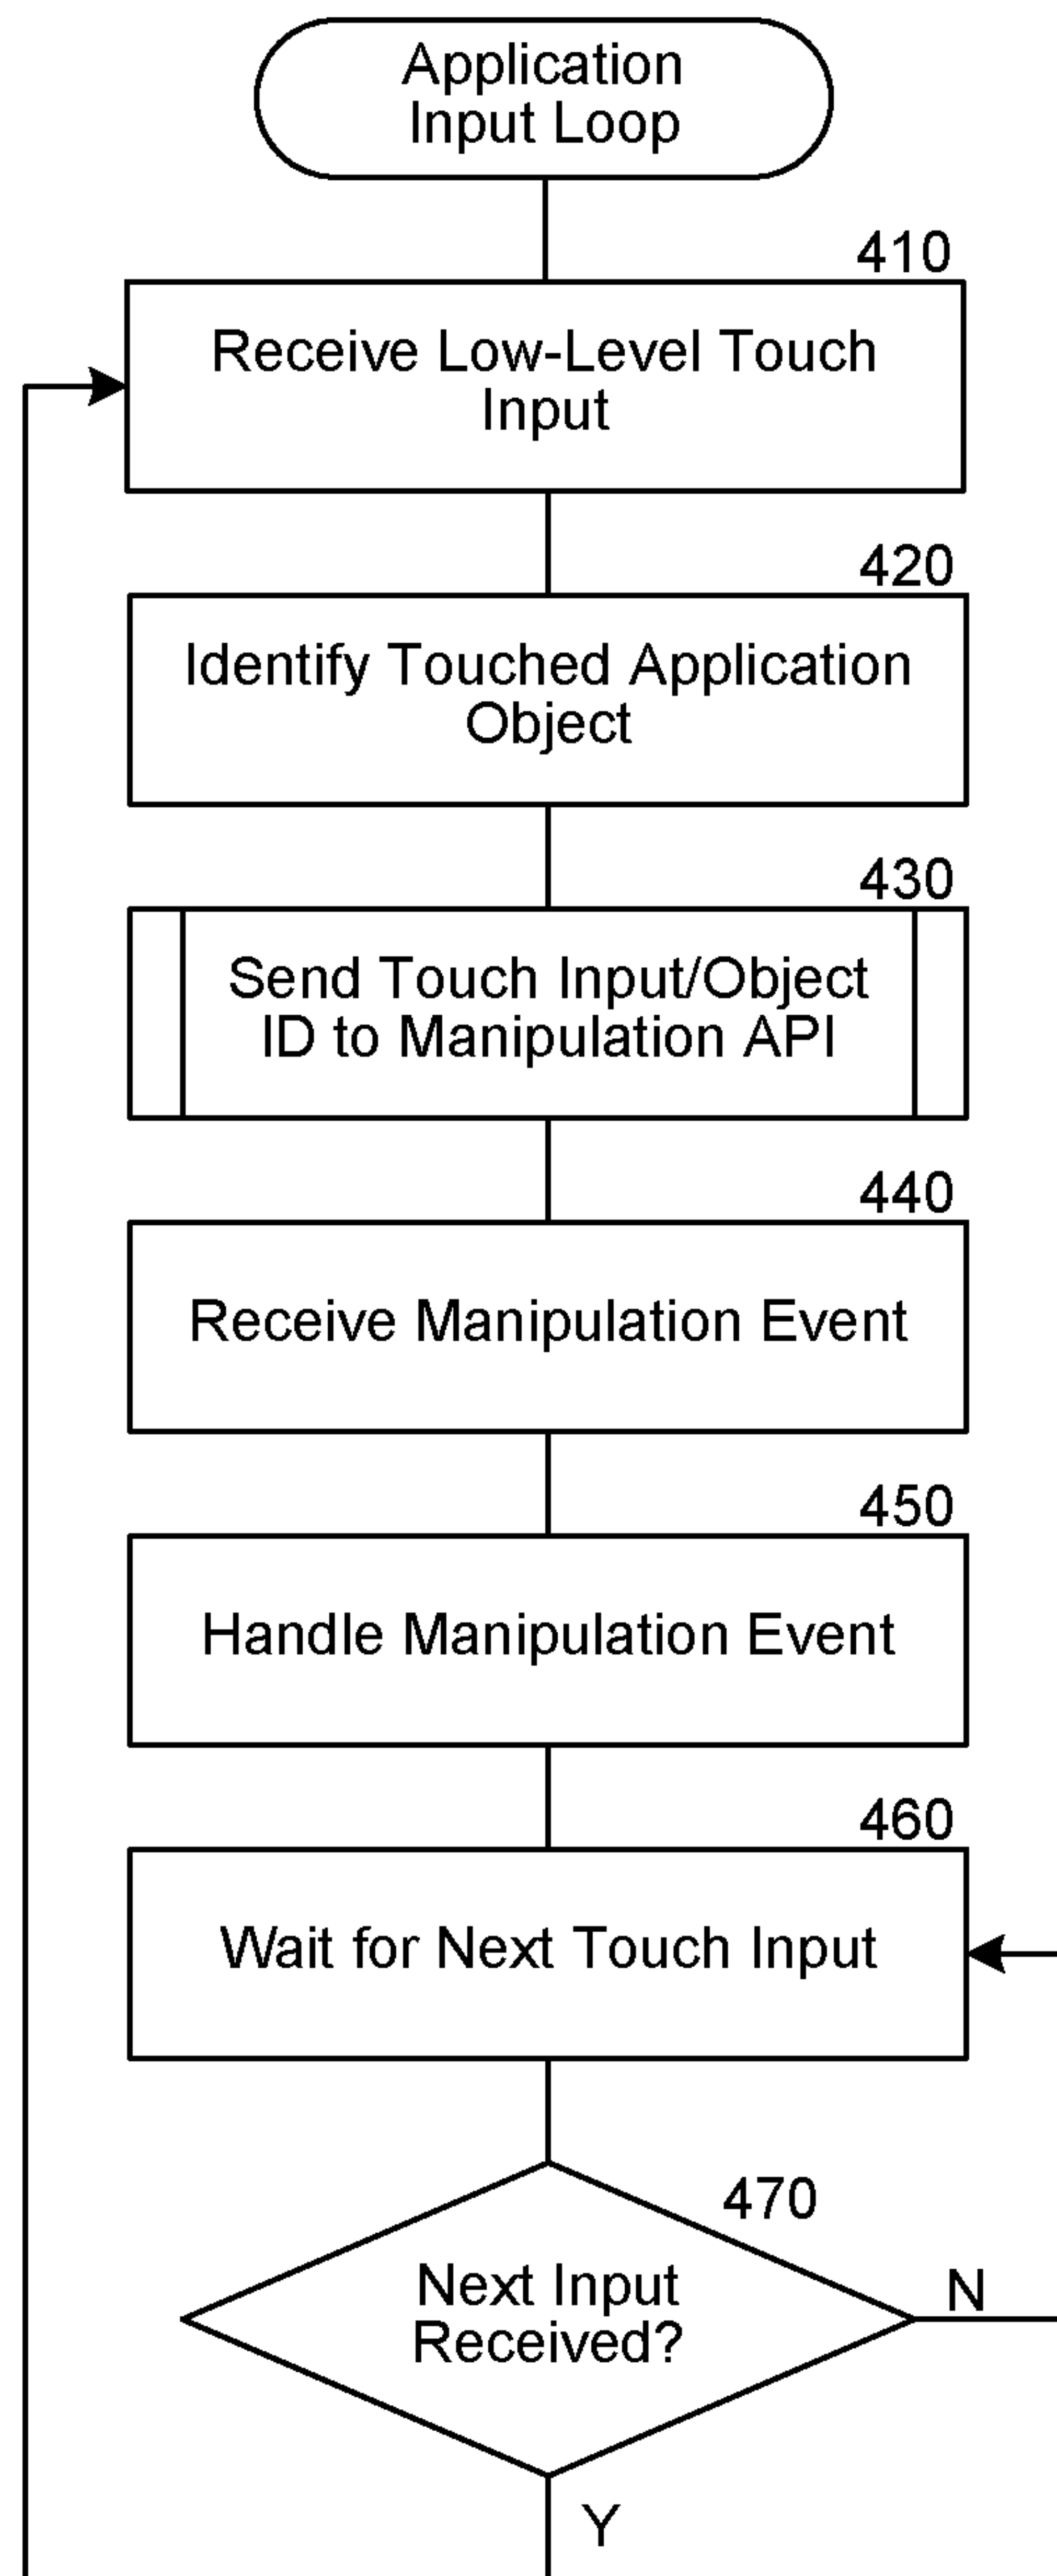 Application
Input Loop
410
Receive Low-Level Touch
Input
420
Identify Touched Application
Object
430
Send Touch Input/Object
ID to Manipulation API
440
Receive Manipulation Event
450
Handle Manipulation Event
460
Wait for Next Touch Input
470
Next Input
Received?
N
Y